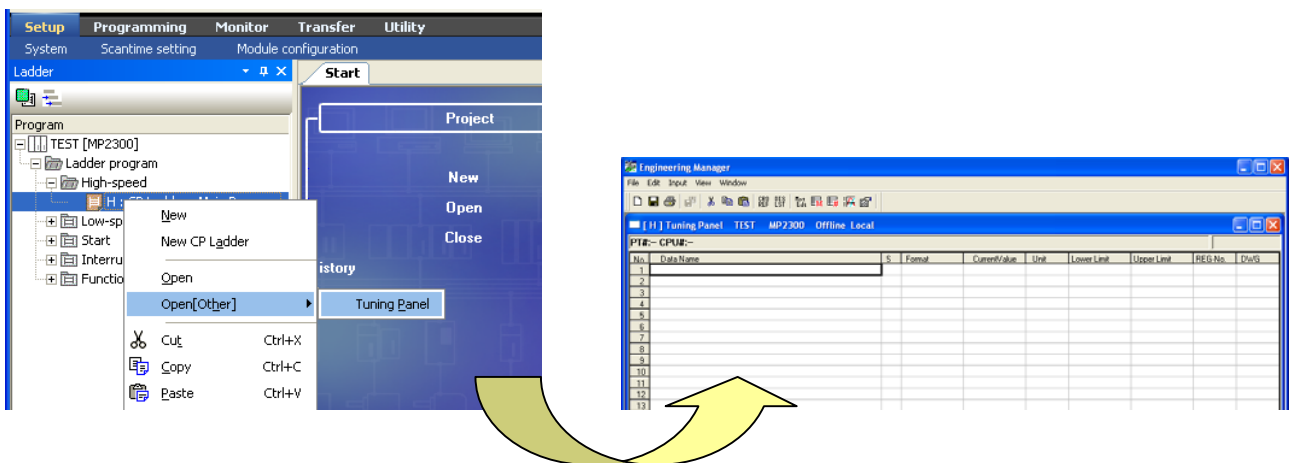 Setup Programming Monitor Transfer Utility
System Scantime setting Module configuration
Ladder
Start
Program
TEST [MP2300]
Ladder program
High-speed
H :
Low-sp
Start
Interru
Functio
New
New CP Ladder
Open
Open[Other]
Tuning Panel
Cut Ctrl+X
Copy Ctrl+C
Paste Ctrl+V
Project
New
Open
Close
istory
Engineering Manager
File Edit Input View Window
[ H ] Tuning Panel TEST MP2300 Offline Local
PT#:– CPU#:–
No. Data Name S Format CurrentValue Unit Lower Limit Upper Limit REG-No. DWG
1
2
3
4
5
6
7
8
9
10
11
12
13